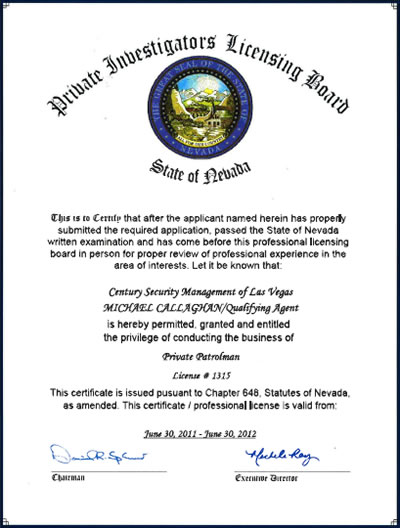 Private Investigators Licensing Board
THE GREAT SEAL OF THE STATE OF
NEVADA
ALL FOR OUR COUNTRY
State of Nevada
This is to Certify that after the applicant named herein has properly
submitted the required application, passed the State of Nevada
written examination and has come before this professional licensing
board in person for proper review of professional experience in the
area of interests. Let it be known that:
Century Security Management of Las Vegas
MICHAEL CALLAGHAN/Qualifying Agent
is hereby permitted, granted and entitled
the privilege of conducting the business of
Private Patrolman
License # 1315
This certificate is issued pusuant to Chapter 648, Statutes of Nevada,
as amended. This certificate / professional license is valid from:
June 30, 2011 - June 30, 2012
Chairman
Executive Director